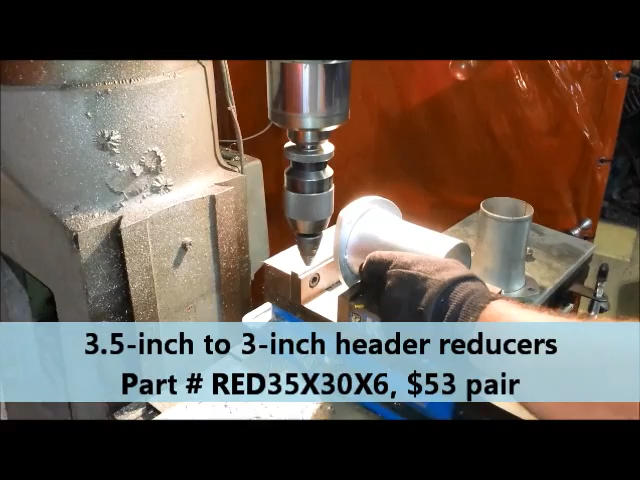 3.5-inch to 3-inch header reducers
Part # RED35X30X6, $53 pair